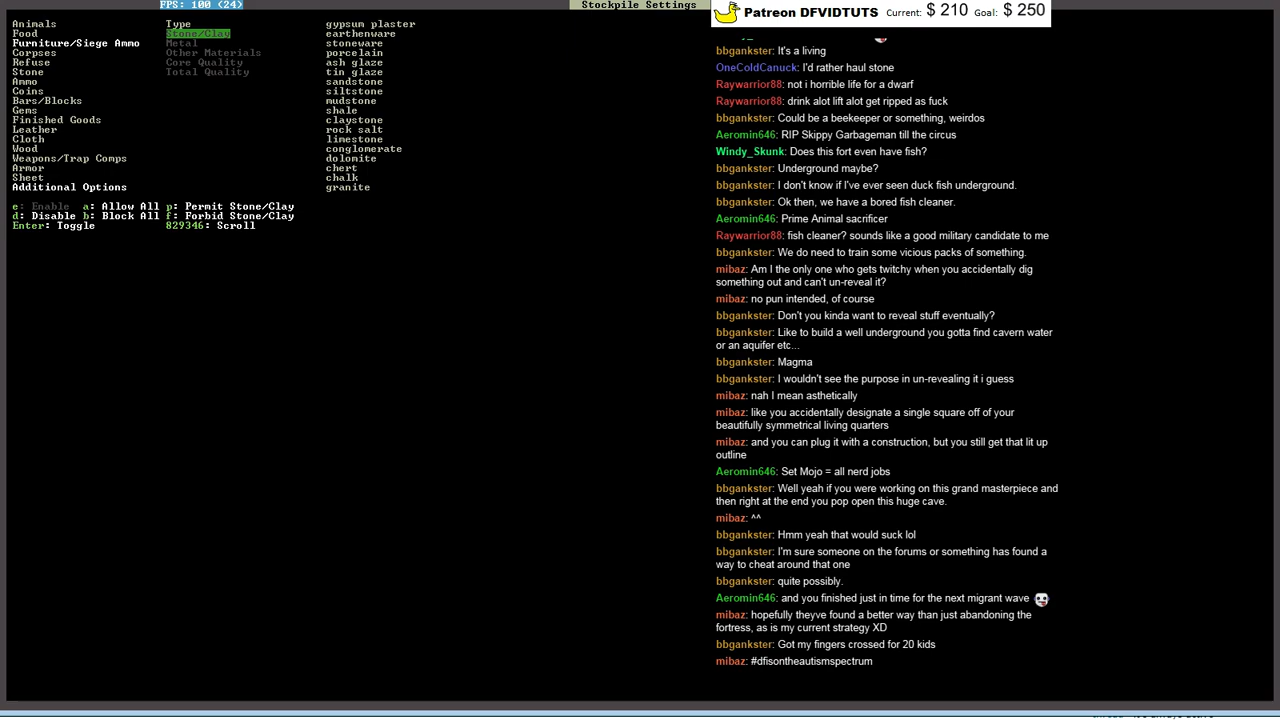 FPS: 100 (24)
Stockpile Settings
Patreon DFVIDTUTS Current: $ 210 Goal: $ 250
Animals
Food
Furniture/Siege Ammo
Corpses
Refuse
Stone
Ammo
Coins
Bars/Blocks
Gems
Finished Goods
Leather
Cloth
Wood
Weapons/Trap Comps
Armor
Sheet
Additional Options
Type
Stone/Clay
Metal
Other Materials
Core Quality
Total Quality
gypsum plaster
earthenware
stoneware
porcelain
ash glaze
tin glaze
sandstone
siltstone
mudstone
shale
claystone
rock salt
limestone
conglomerate
dolomite
chert
chalk
granite
e: Enable a: Allow All p: Permit Stone/Clay
d: Disable b: Block All f: Forbid Stone/Clay
Enter: Toggle 829346: Scroll
bbgankster: It's a living
OneColdCanuck: I'd rather haul stone
Raywarrior88: not i horrible life for a dwarf
Raywarrior88: drink alot lift alot get ripped as fuck
bbgankster: Could be a beekeeper or something, weirdos
Aeromin646: RIP Skippy Garbageman till the circus
Windy_Skunk: Does this fort even have fish?
bbgankster: Underground maybe?
bbgankster: I don't know if I've ever seen duck fish underground.
bbgankster: Ok then, we have a bored fish cleaner.
Aeromin646: Prime Animal sacrificer
Raywarrior88: fish cleaner? sounds like a good military candidate to me
bbgankster: We do need to train some vicious packs of something.
mibaz: Am I the only one who gets twitchy when you accidentally dig
something out and can't un-reveal it?
mibaz: no pun intended, of course
bbgankster: Don't you kinda want to reveal stuff eventually?
bbgankster: Like to build a well underground you gotta find cavern water
or an aquifer etc...
bbgankster: Magma
bbgankster: I wouldn't see the purpose in un-revealing it i guess
mibaz: nah I mean asthetically
mibaz: like you accidentally designate a single square off of your
beautifully symmetrical living quarters
mibaz: and you can plug it with a construction, but you still get that lit up
outline
Aeromin646: Set Mojo = all nerd jobs
bbgankster: Well yeah if you were working on this grand masterpiece and
then right at the end you pop open this huge cave.
mibaz: ^^
bbgankster: Hmm yeah that would suck lol
bbgankster: I'm sure someone on the forums or something has found a
way to cheat around that one
bbgankster: quite possibly.
Aeromin646: and you finished just in time for the next migrant wave
mibaz: hopefully theyve found a better way than just abandoning the
fortress, as is my current strategy XD
bbgankster: Got my fingers crossed for 20 kids
mibaz: #dfisontheautismspectrum